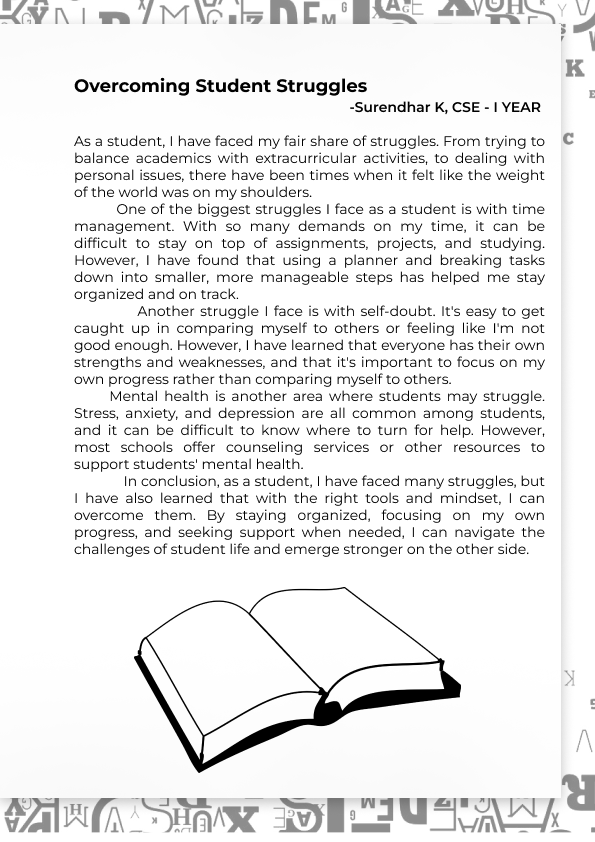 Overcoming Student Struggles
-Surendhar K, CSE - I YEAR
As a student, I have faced my fair share of struggles. From trying to
balance academics with extracurricular activities, to dealing with
personal issues, there have been times when it felt like the weight
of the world was on my shoulders.
One of the biggest struggles I face as a student is with time
management. With so many demands on my time, it can be
difficult to stay on top of assignments, projects, and studying.
However, I have found that using a planner and breaking tasks
down into smaller, more manageable steps has helped me stay
organized and on track.
Another struggle I face is with self-doubt. It's easy to get
caught up in comparing myself to others or feeling like I'm not
good enough. However, I have learned that everyone has their own
strengths and weaknesses, and that it's important to focus on my
own progress rather than comparing myself to others.
Mental health is another area where students may struggle.
Stress, anxiety, and depression are all common among students,
and it can be difficult to know where to turn for help. However,
most schools offer counseling services or other resources to
support students' mental health.
In conclusion, as a student, I have faced many struggles, but
I have also learned that with the right tools and mindset, I can
overcome them. By staying organized, focusing on my own
progress, and seeking support when needed, I can navigate the
challenges of student life and emerge stronger on the other side.